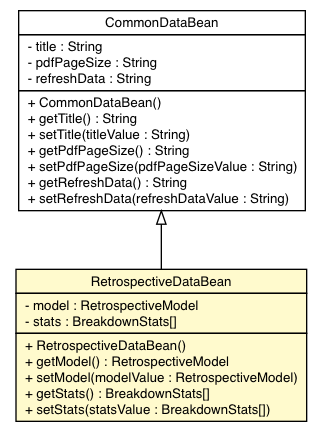 CommonDataBean
- title : String
- pdfPageSize : String
- refreshData : String
+ CommonDataBean()
+ getTitle() : String
+ setTitle(titleValue : String)
+ getPdfPageSize() : String
+ setPdfPageSize(pdfPageSizeValue : String)
+ getRefreshData() : String
+ setRefreshData(refreshDataValue : String)
RetrospectiveDataBean
- model : RetrospectiveModel
- stats : BreakdownStats[]
+ RetrospectiveDataBean()
+ getModel() : RetrospectiveModel
+ setModel(modelValue : RetrospectiveModel)
+ getStats() : BreakdownStats[]
+ setStats(statsValue : BreakdownStats[])